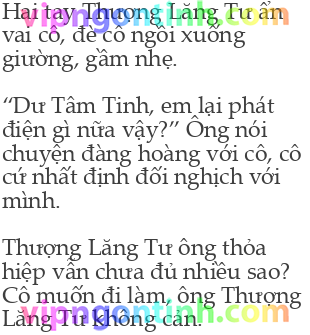 Hai tay Thượng Lăng Tư ấn
vai cô, đè cô ngồi xuống
giường, gầm nhẹ.
“Dư Tâm Tinh, em lại phát
điện gì nữa vậy?” Ông nói
chuyện đàng hoàng với cô, cô
cứ nhất định đối nghịch với
mình.
Thượng Lăng Tư ông thỏa
hiệp vẫn chưa đủ nhiều sao?
Cô muốn đi làm, ông Thượng
Lăng Tư không cản.
vipngontinh.com
vipngontinh.com